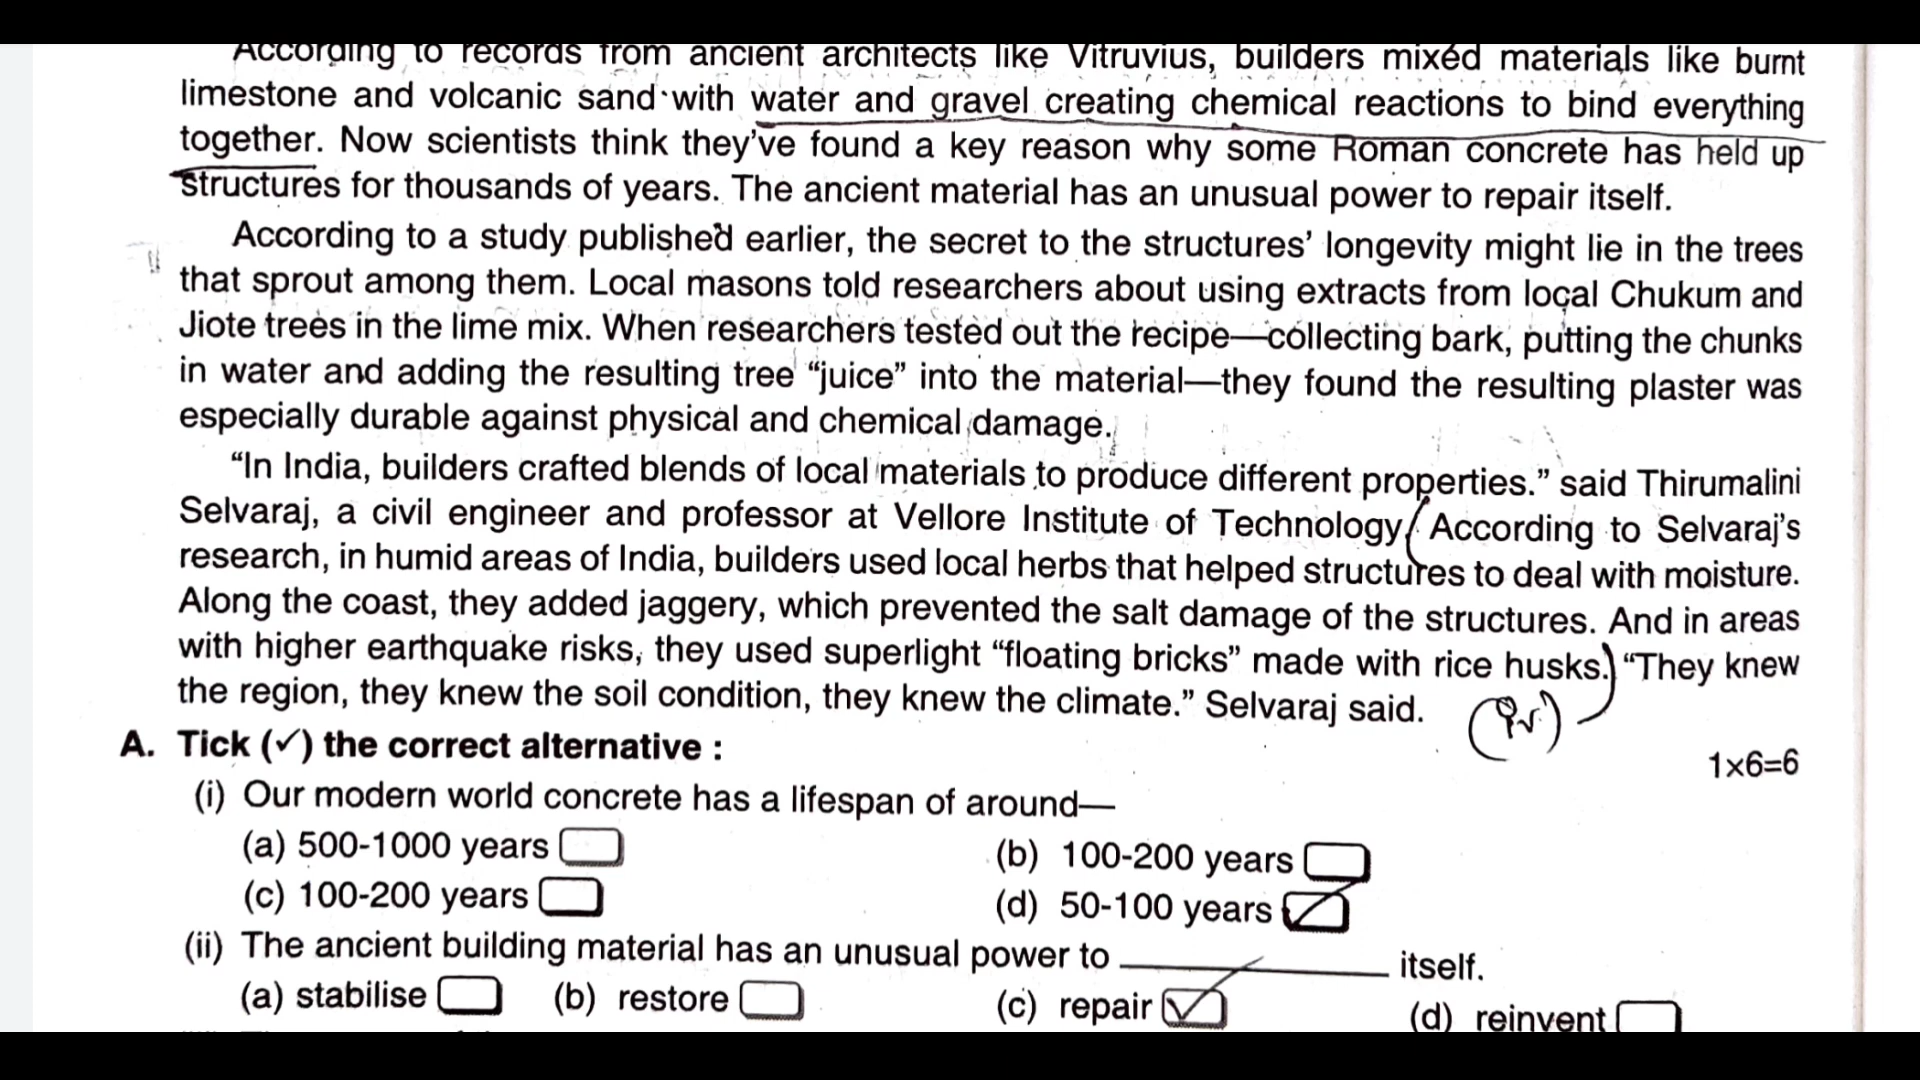 According to records from ancient architects like Vitruvius, builders mixed materials like burnt
limestone and volcanic sand with water and gravel creating chemical reactions to bind everything
together. Now scientists think they've found a key reason why some Roman concrete has held up
structures for thousands of years. The ancient material has an unusual power to repair itself.
According to a study published earlier, the secret to the structures' longevity might lie in the trees
that sprout among them. Local masons told researchers about using extracts from local Chukum and
Jiote trees in the lime mix. When researchers tested out the recipe—collecting bark, putting the chunks
in water and adding the resulting tree “juice” into the material—they found the resulting plaster was
especially durable against physical and chemical damage.
“In India, builders crafted blends of local materials to produce different properties.” said Thirumalini
Selvaraj, a civil engineer and professor at Vellore Institute of Technology. According to Selvaraj's
research, in humid areas of India, builders used local herbs that helped structures to deal with moisture.
Along the coast, they added jaggery, which prevented the salt damage of the structures. And in areas
with higher earthquake risks, they used superlight “floating bricks” made with rice husks. “They knew
the region, they knew the soil condition, they knew the climate.” Selvaraj said.
A. Tick (✓) the correct alternative :
1×6=6
(i) Our modern world concrete has a lifespan of around—
(a) 500-1000 years (b) 100-200 years
(c) 100-200 years (d) 50-100 years ✓
(ii) The ancient building material has an unusual power to __________ itself.
(a) stabilise (b) restore (c) repair ✓ (d) reinvent